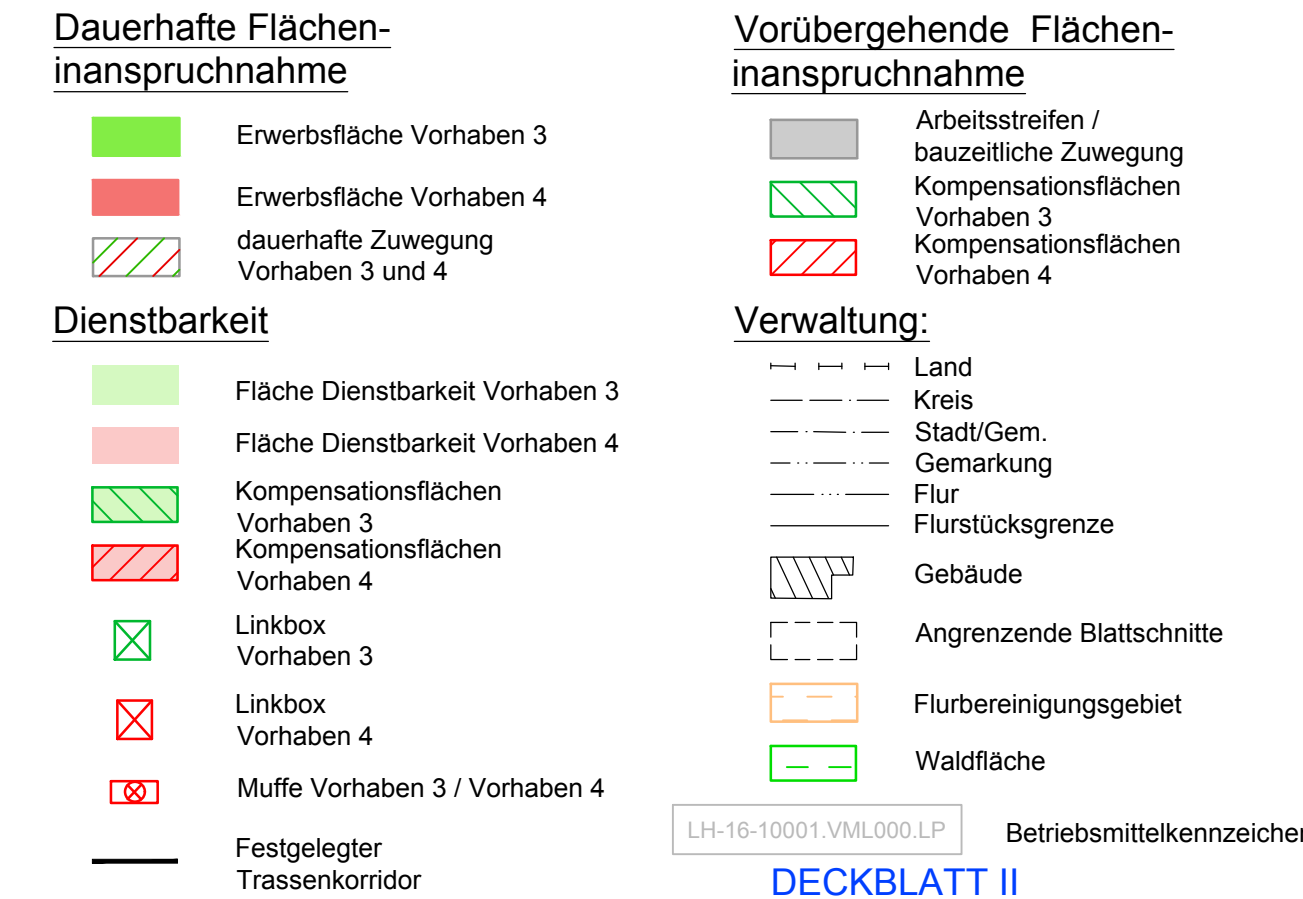 Dauerhafte Flächen-
inanspruchnahme
Erwerbsfläche Vorhaben 3
Erwerbsfläche Vorhaben 4
dauerhafte Zuwegung
Vorhaben 3 und 4
Dienstbarkeit
Fläche Dienstbarkeit Vorhaben 3
Fläche Dienstbarkeit Vorhaben 4
Kompensationsflächen
Vorhaben 3
Kompensationsflächen
Vorhaben 4
Linkbox
Vorhaben 3
Linkbox
Vorhaben 4
Muffe Vorhaben 3 / Vorhaben 4
Festgelegter
Trassenkorridor
Vorübergehende Flächen-
inanspruchnahme
Arbeitsstreifen /
bauzeitliche Zuwegung
Kompensationsflächen
Vorhaben 3
Kompensationsflächen
Vorhaben 4
Verwaltung:
Land
Kreis
Stadt/Gem.
Gemarkung
Flur
Flurstücksgrenze
Gebäude
Angrenzende Blattschnitte
Flurbereinigungsgebiet
Waldfläche
LH-16-10001.VML000.LP
Betriebsmittelkennzeichen
DECKBLATT II